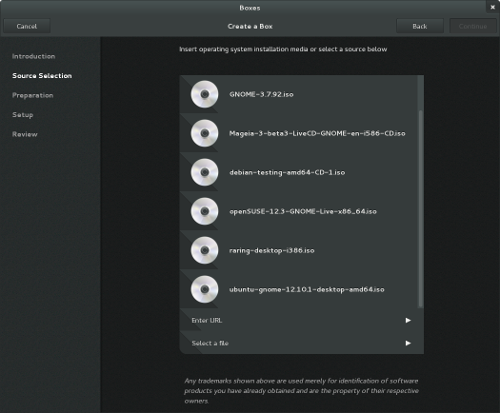 Boxes
Cancel
Create a Box
Back
Continue
Introduction
Source Selection
Preparation
Setup
Review
Insert operating system installation media or select a source below
GNOME-3.7.92.iso
Mageia-3-beta3-LiveCD-GNOME-en-i586-CD.iso
debian-testing-amd64-CD-1.iso
openSUSE-12.3-GNOME-Live-x86_64.iso
raring-desktop-i386.iso
ubuntu-gnome-12.10.1-desktop-amd64.iso
Enter URL
Select a file
Any trademarks shown above are used merely for identification of software
products you have already obtained and are the property of their respective
owners.